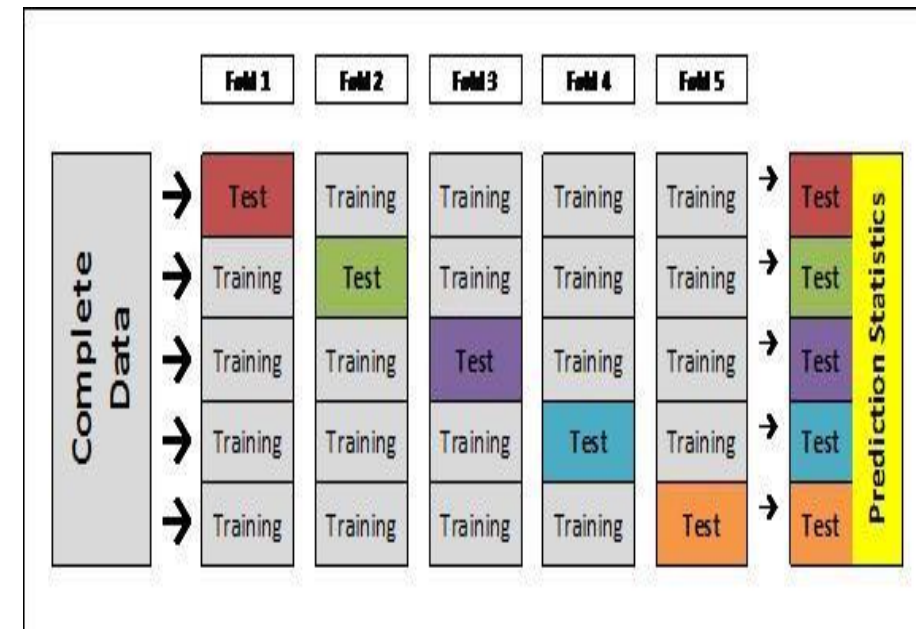 Fold 1 Fold 2 Fold 3 Fold 4 Fold 5
Complete
Data
Test Training Training Training Training Test
Training Test Training Training Training Test
Training Training Test Training Training Test
Training Training Training Test Training Test
Training Training Training Training Test Test
Prediction Statistics